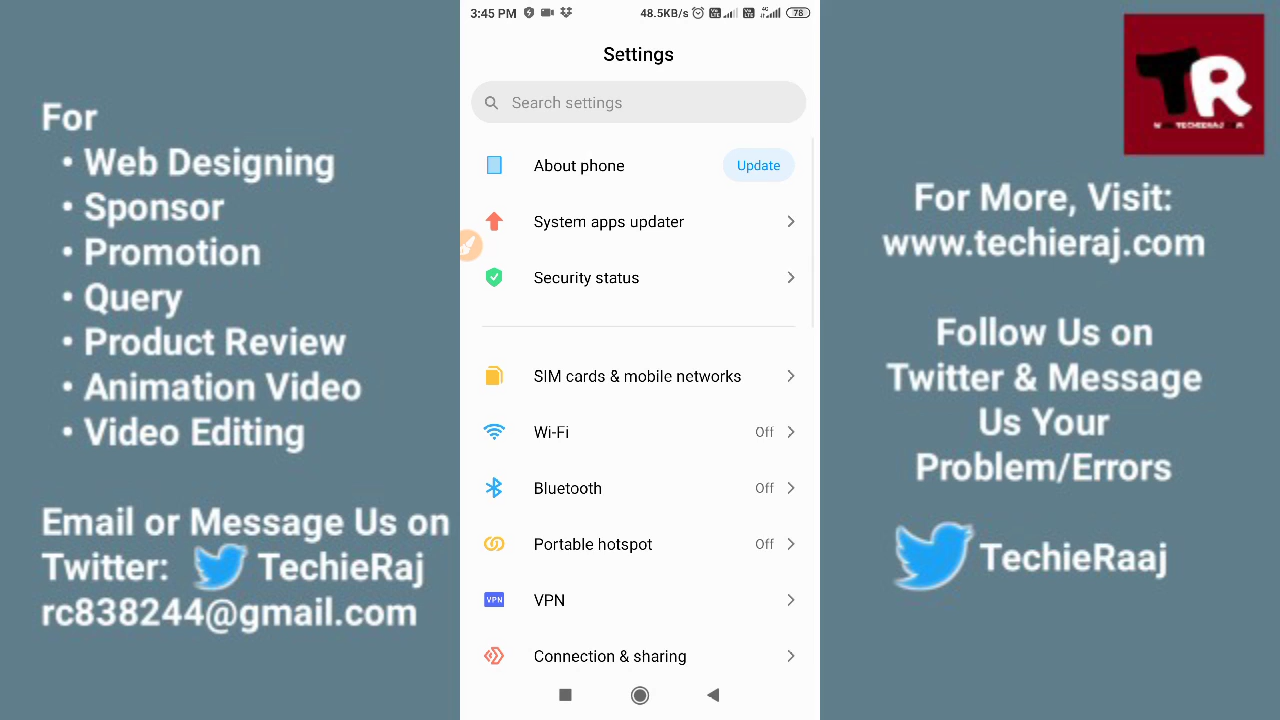 For
• Web Designing
• Sponsor
• Promotion
• Query
• Product Review
• Animation Video
• Video Editing
Email or Message Us on
Twitter: TechieRaj
rc838244@gmail.com
3:45 PM 48.5KB/s 4G 78
Settings
Search settings
About phone Update
System apps updater
Security status
SIM cards & mobile networks
Wi-Fi Off
Bluetooth Off
Portable hotspot Off
VPN VPN
Connection & sharing
TR
For More, Visit:
www.techieraj.com
Follow Us on
Twitter & Message
Us Your
Problem/Errors
TechieRaaj